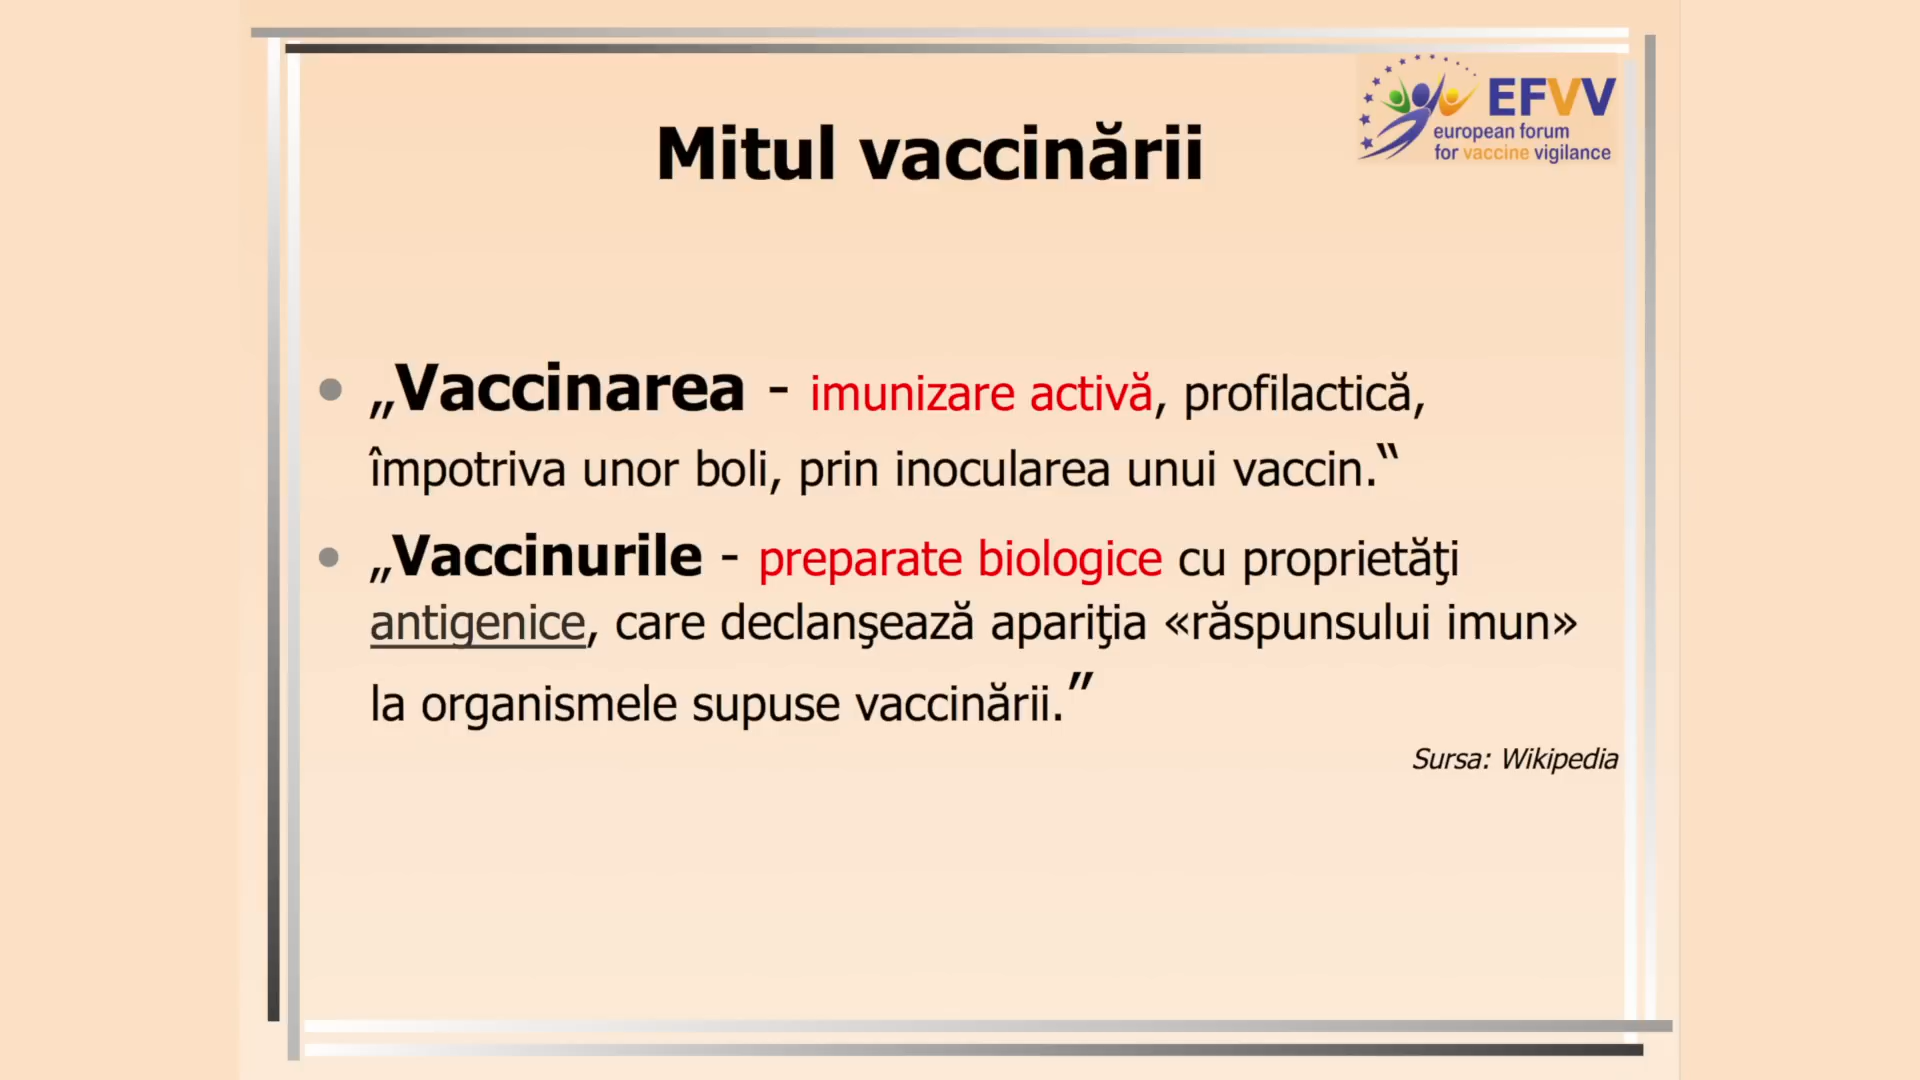 EFVV
european forum
for vaccine vigilance
Mitul vaccinării
• „Vaccinarea - imunizare activă, profilactică,
împotriva unor boli, prin inocularea unui vaccin.“
• „Vaccinurile - preparate biologice cu proprietăţi
antigenice, care declanşează apariţia «răspunsului imun»
la organismele supuse vaccinării.”
Sursa: Wikipedia